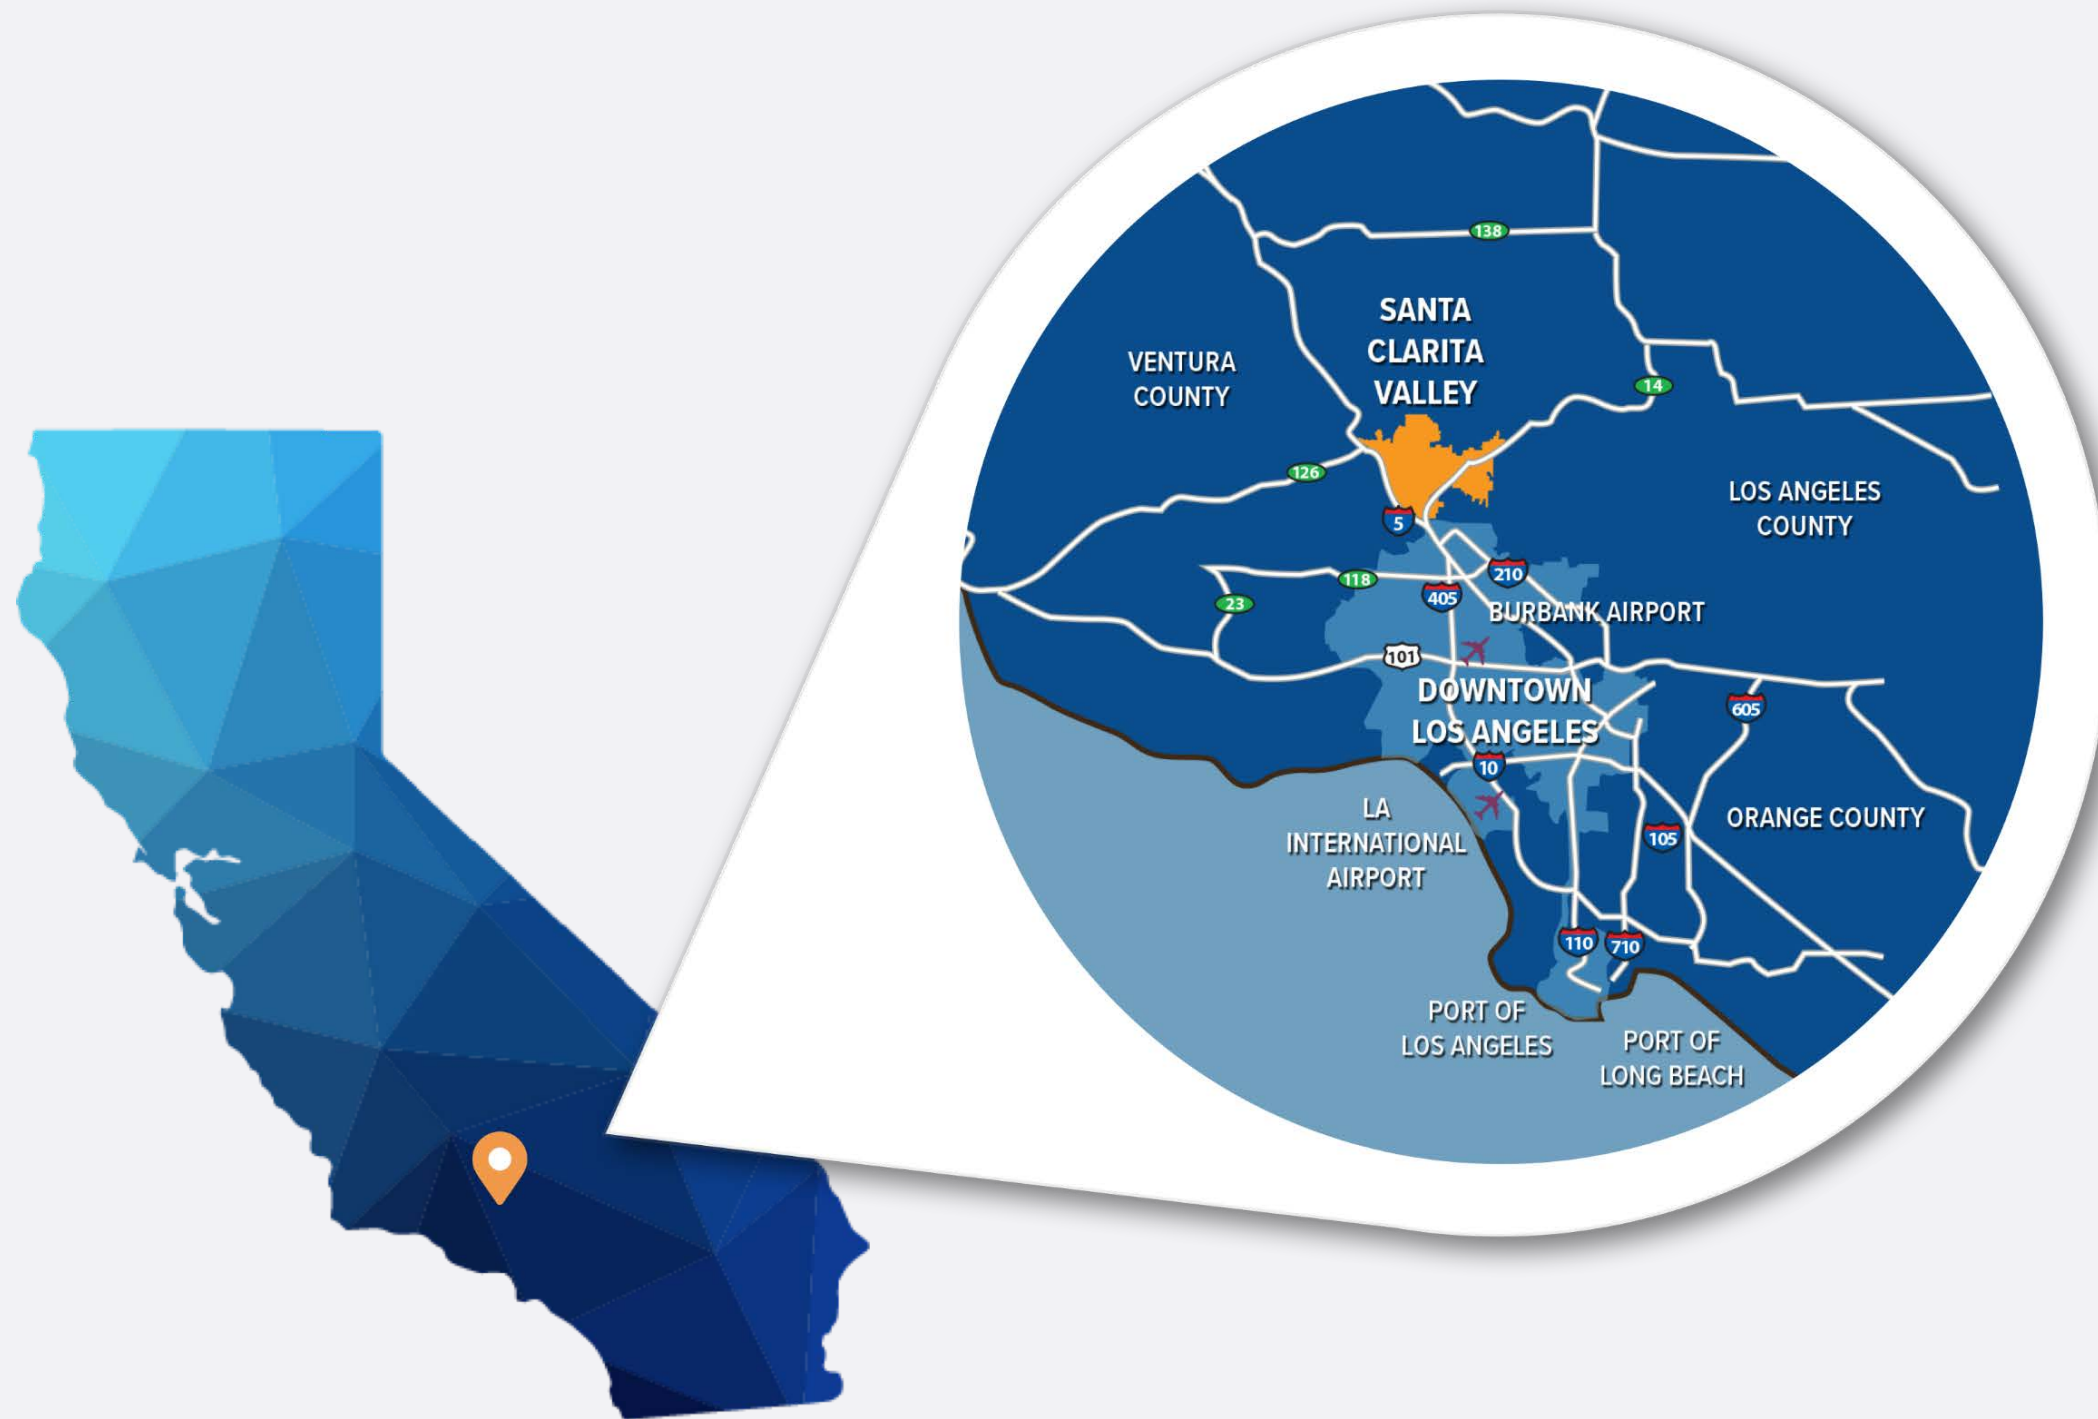 138
SANTA
CLARITA
VALLEY
VENTURA
COUNTY
14
126
LOS ANGELES
COUNTY
5
118
210
405
23
BURBANK AIRPORT
101
DOWNTOWN
LOS ANGELES
605
10
LA
INTERNATIONAL
AIRPORT
ORANGE COUNTY
105
110
710
PORT OF
LOS ANGELES
PORT OF
LONG BEACH